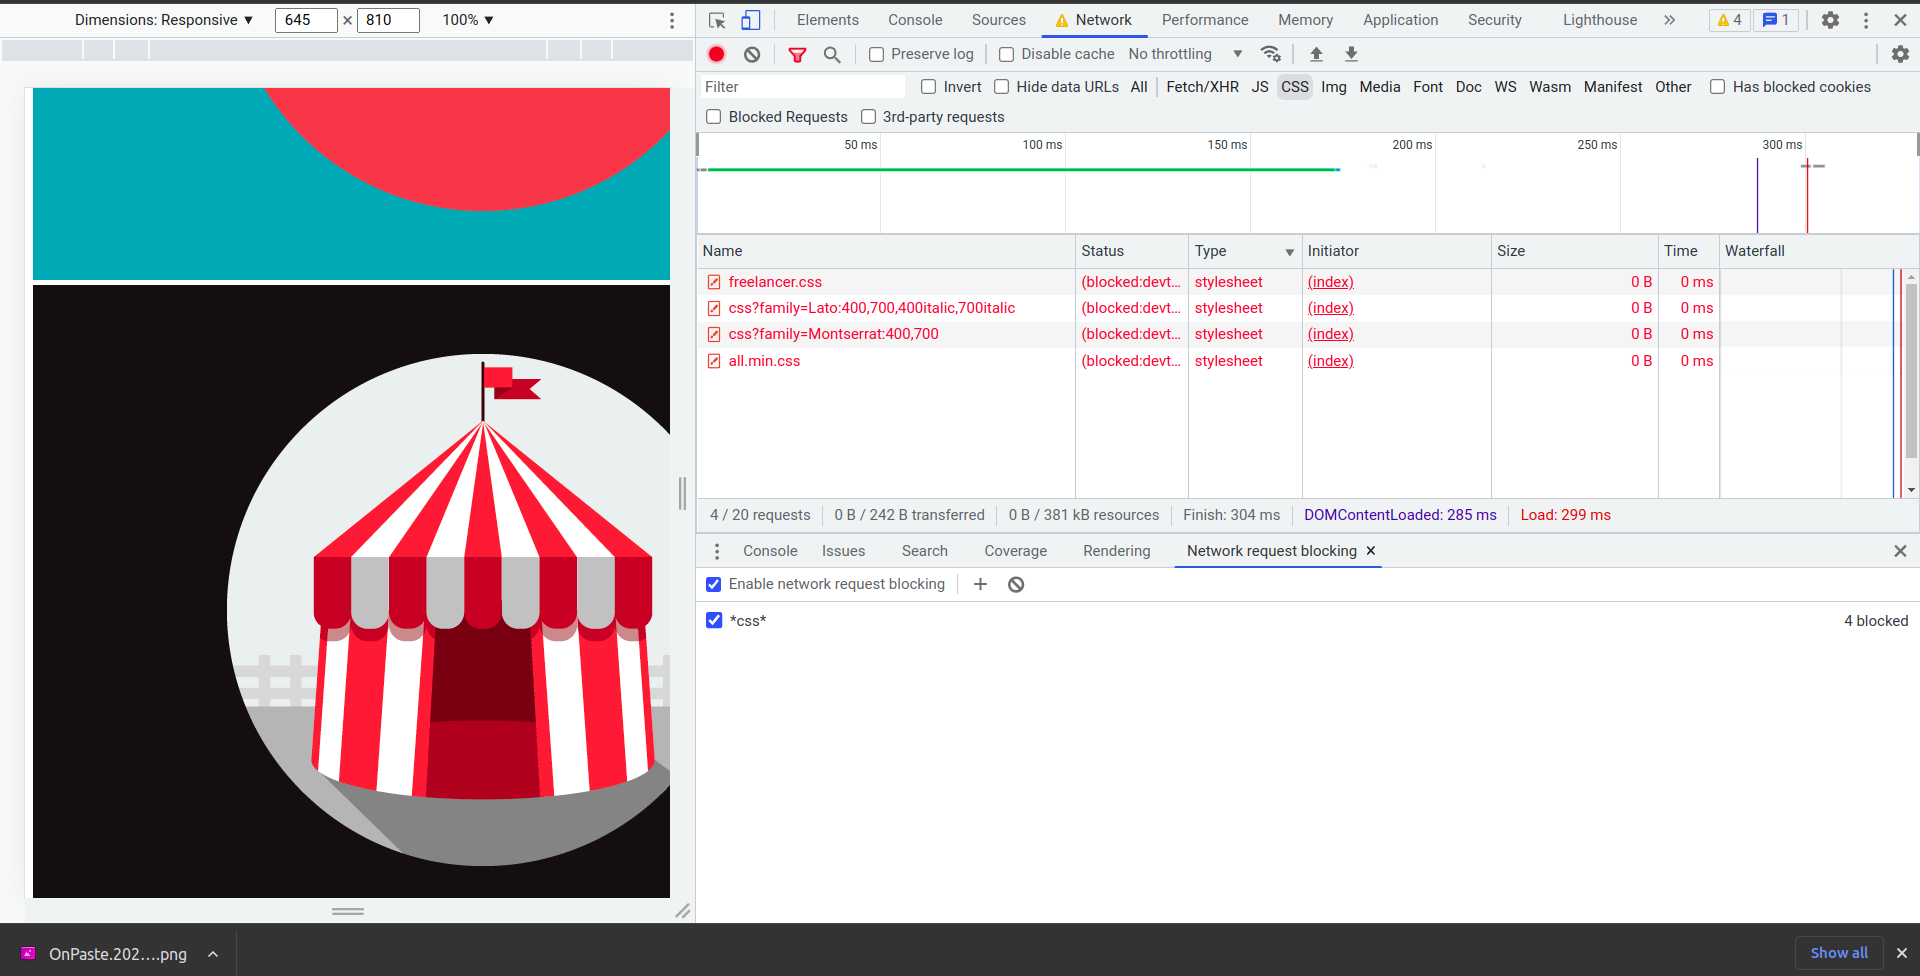 Dimensions: Responsive ▼ 645 × 810 100% ▼
Elements Console Sources Network Performance Memory Application Security Lighthouse » 4 1
Preserve log Disable cache No throttling ▼
Filter Invert Hide data URLs All Fetch/XHR JS CSS Img Media Font Doc WS Wasm Manifest Other Has blocked cookies
Blocked Requests 3rd-party requests
50 ms 100 ms 150 ms 200 ms 250 ms 300 ms
Name Status Type ▼ Initiator Size Time Waterfall
freelancer.css (blocked:devt… stylesheet (index) 0 B 0 ms
css?family=Lato:400,700,400italic,700italic (blocked:devt… stylesheet (index) 0 B 0 ms
css?family=Montserrat:400,700 (blocked:devt… stylesheet (index) 0 B 0 ms
all.min.css (blocked:devt… stylesheet (index) 0 B 0 ms
4 / 20 requests 0 B / 242 B transferred 0 B / 381 kB resources Finish: 304 ms DOMContentLoaded: 285 ms Load: 299 ms
Console Issues Search Coverage Rendering Network request blocking ×
Enable network request blocking
*css* 4 blocked
OnPaste.202….png Show all